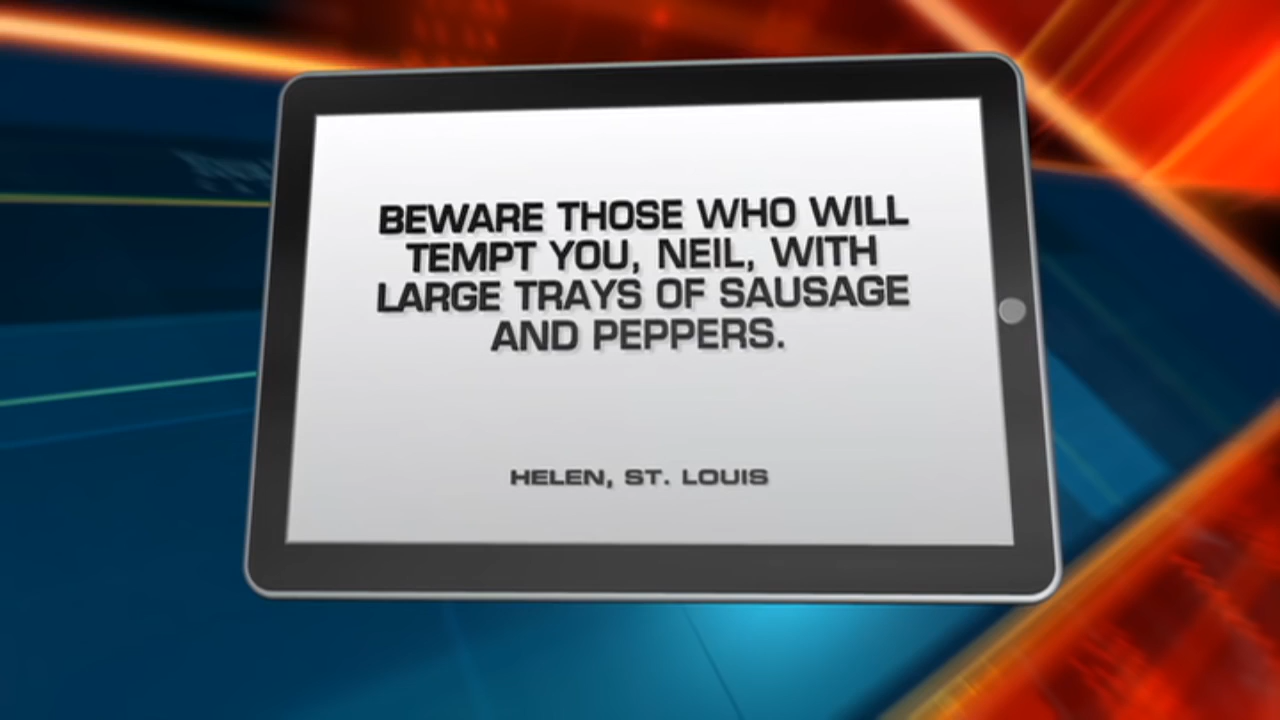 BEWARE THOSE WHO WILL
TEMPT YOU, NEIL, WITH
LARGE TRAYS OF SAUSAGE
AND PEPPERS.
HELEN, ST. LOUIS